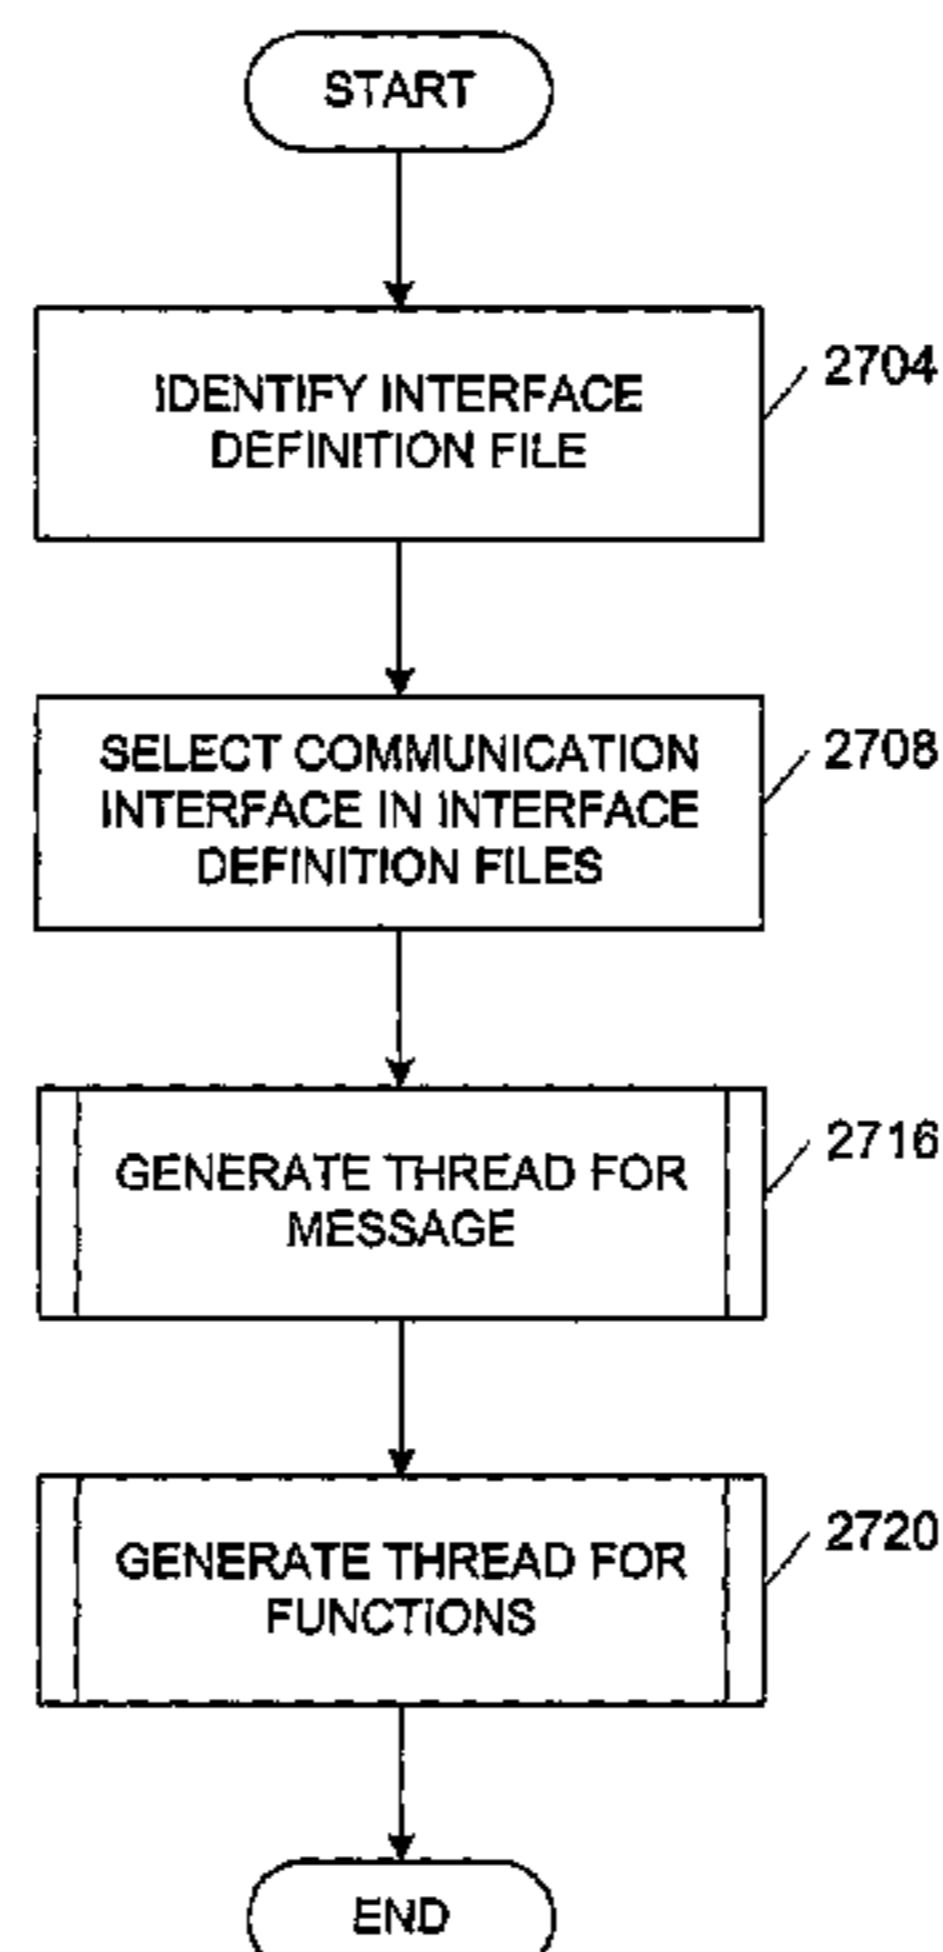 START
IDENTIFY INTERFACE
DEFINITION FILE
2704
SELECT COMMUNICATION
INTERFACE IN INTERFACE
DEFINITION FILES
2708
GENERATE THREAD FOR
MESSAGE
2716
GENERATE THREAD FOR
FUNCTIONS
2720
END